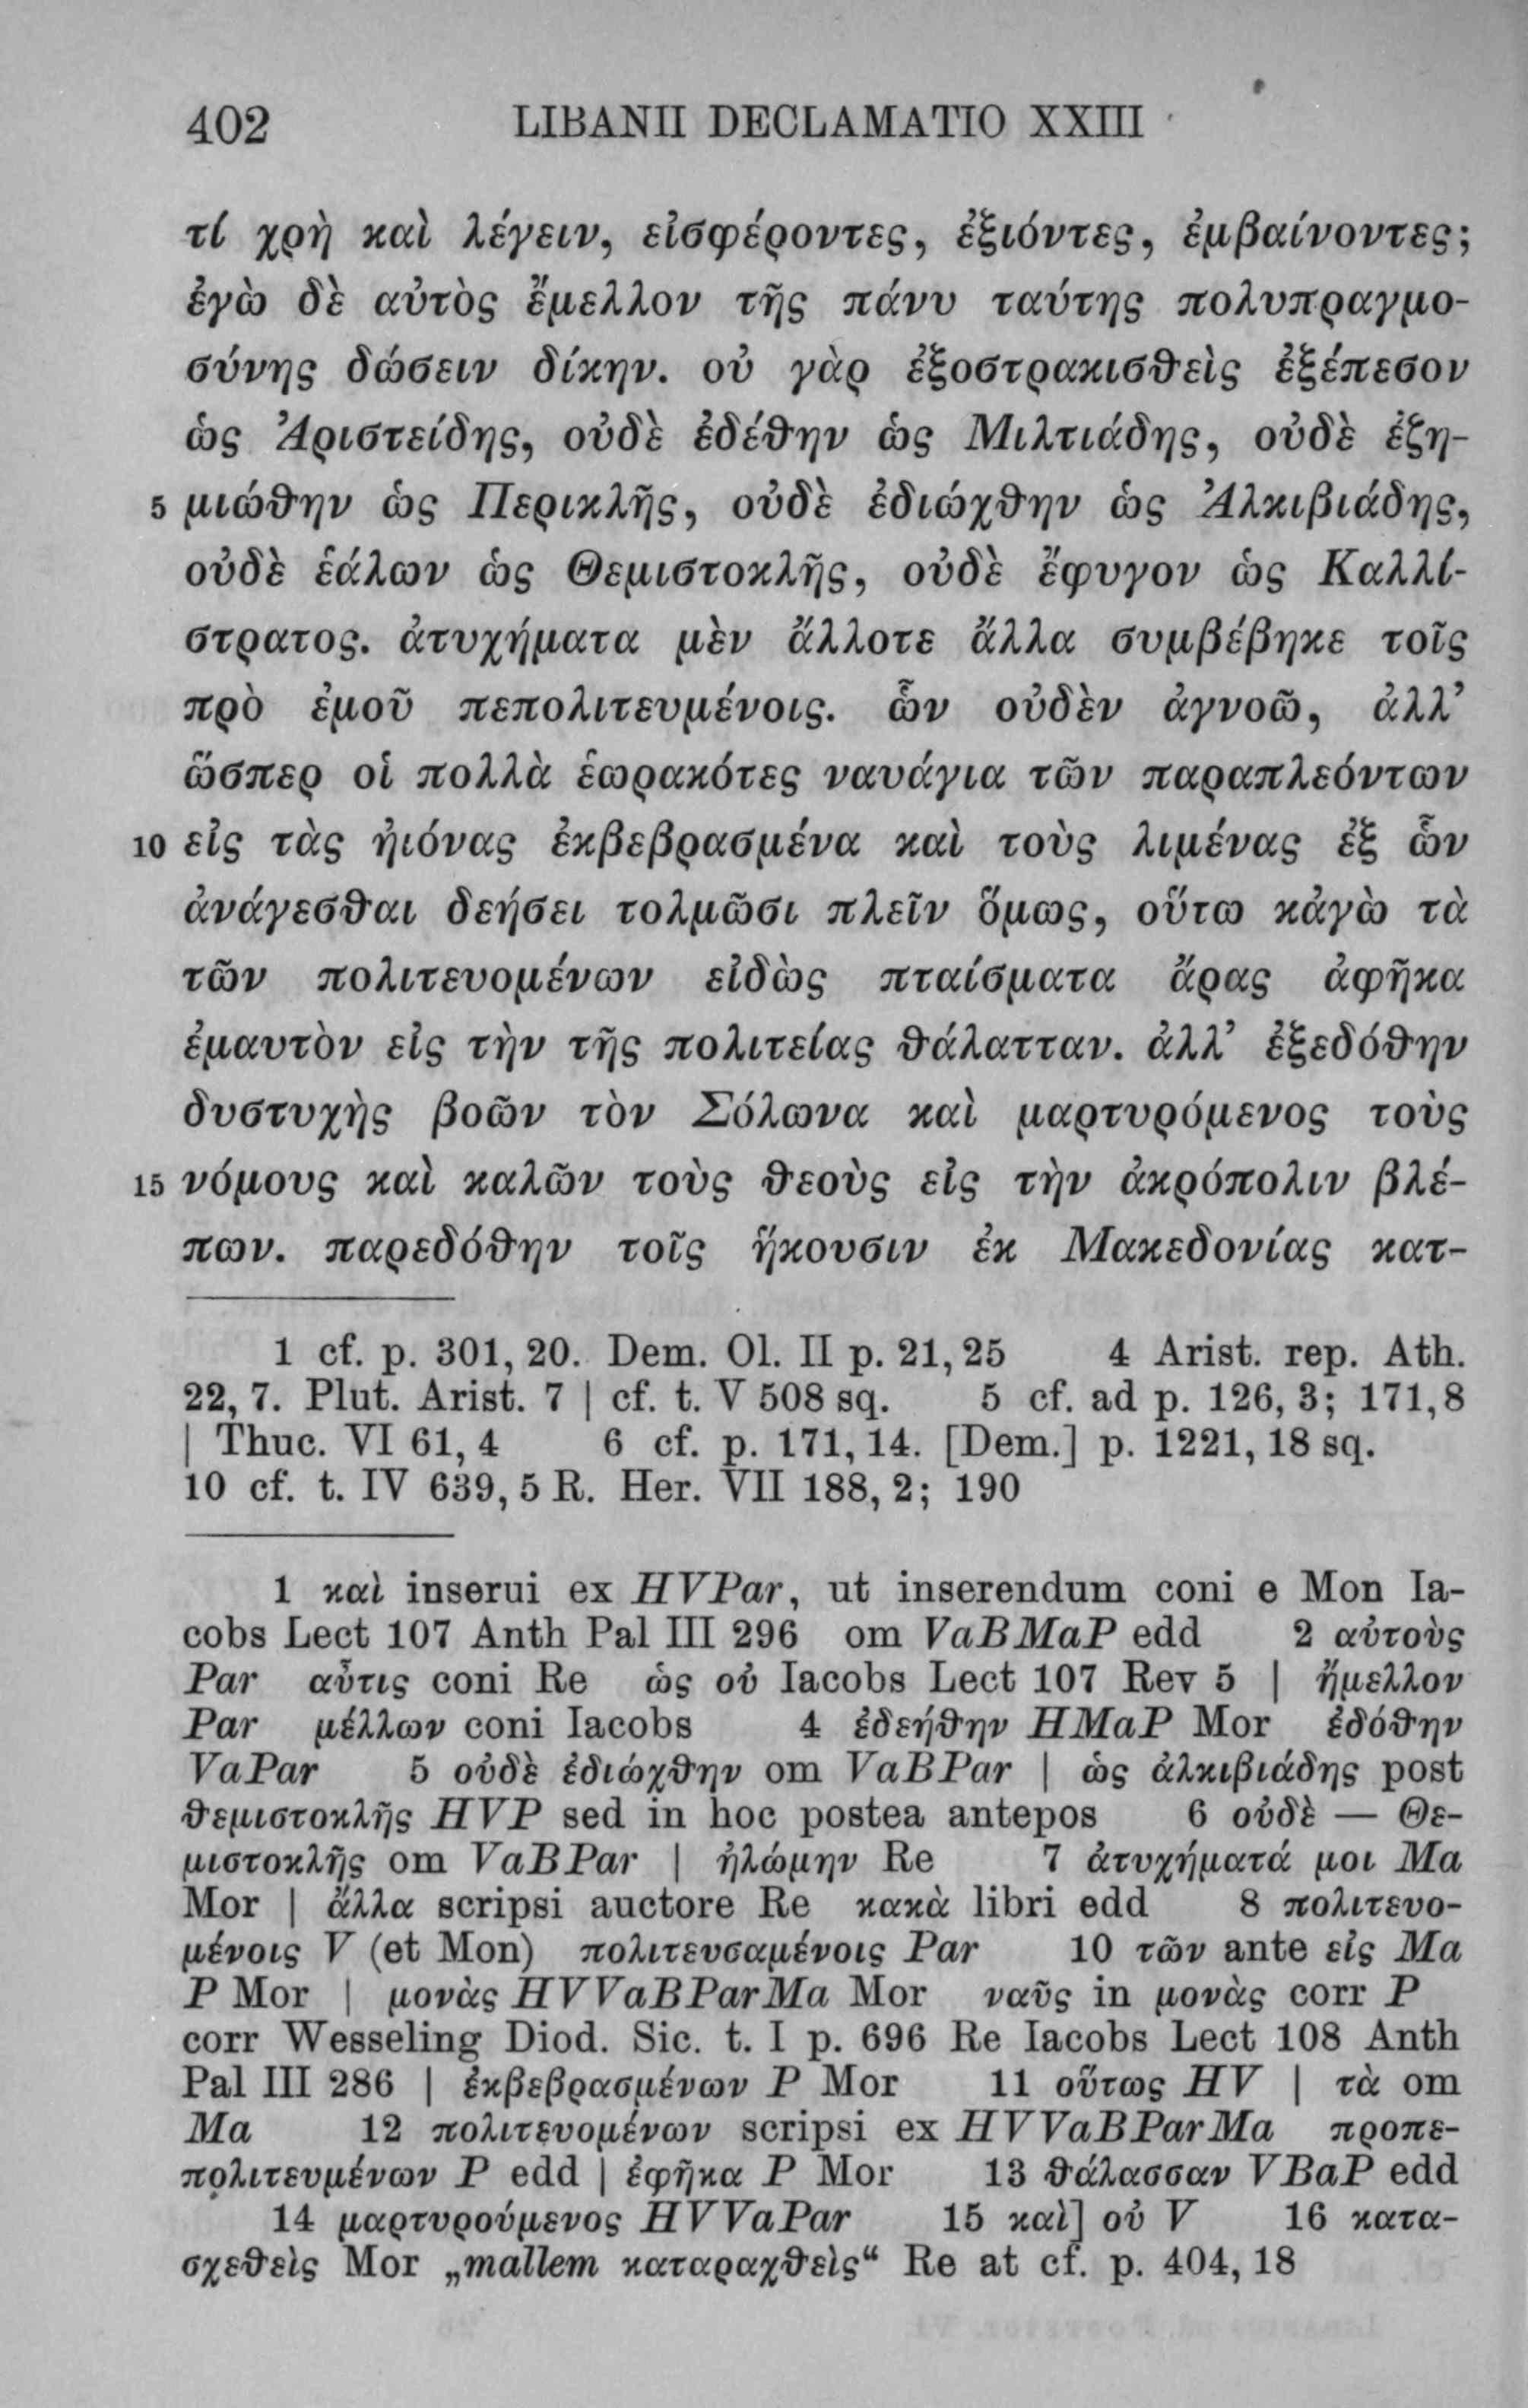 402 LIBANII DECLAMATIO XXIII
τί χρὴ καὶ λέγειν, εἰσφέροντες, ἐξιόντες, ἐμβαίνοντες;
ἐγὼ δὲ αὐτὸς ἔμελλον τῆς πάνυ ταύτης πολυπραγμο-
σύνης δώσειν δίκην. οὐ γὰρ ἐξοστρακισθεὶς ἐξέπεσον
ὡς Ἀριστείδης, οὐδὲ ἐδέθην ὡς Μιλτιάδης, οὐδὲ ἐζη-
5 μιώθην ὡς Περικλῆς, οὐδὲ ἐδιώχθην ὡς Ἀλκιβιάδης,
οὐδὲ ἑάλων ὡς Θεμιστοκλῆς, οὐδὲ ἔφυγον ὡς Καλλί-
στρατος. ἀτυχήματα μὲν ἄλλοτε ἄλλα συμβέβηκε τοῖς
πρὸ ἐμοῦ πεπολιτευμένοις. ὧν οὐδὲν ἀγνοῶ, ἀλλ’
ὥσπερ οἱ πολλὰ ἑωρακότες ναυάγια τῶν παραπλεόντων
10 εἰς τὰς ἠιόνας ἐκβεβρασμένα καὶ τοὺς λιμένας ἐξ ὧν
ἀνάγεσθαι δεήσει τολμῶσι πλεῖν ὅμως, οὕτω κἀγὼ τὰ
τῶν πολιτευομένων εἰδὼς πταίσματα ἄρας ἀφῆκα
ἐμαυτὸν εἰς τὴν τῆς πολιτείας θάλατταν. ἀλλ’ ἐξεδόθην
δυστυχὴς βοῶν τὸν Σόλωνα καὶ μαρτυρόμενος τοὺς
15 νόμους καὶ καλῶν τοὺς θεοὺς εἰς τὴν ἀκρόπολιν βλέ-
πων. παρεδόθην τοῖς ἥκουσιν ἐκ Μακεδονίας κατ-
1 cf. p. 301, 20. Dem. Ol. II p. 21, 25 4 Arist. rep. Ath.
22, 7. Plut. Arist. 7 | cf. t. V 508 sq. 5 cf. ad p. 126, 3; 171, 8
| Thuc. VI 61, 4 6 cf. p. 171, 14. [Dem.] p. 1221, 18 sq.
10 cf. t. IV 639, 5 R. Her. VII 188, 2; 190
1 καὶ inserui ex HVPar, ut inserendum coni e Mon Ia-
cobs Lect 107 Anth Pal III 296 om VaBMaP edd 2 αὐτοὺς
Par αὖτις coni Re ὡς οὐ Iacobs Lect 107 Rev 5 | ἤμελλον
Par μέλλων coni Iacobs 4 ἐδεήθην HMaP Mor ἐδόθην
VaPar 5 οὐδὲ ἐδιώχθην om VaBPar | ὡς ἀλκιβιάδης post
θεμιστοκλῆς HVP sed in hoc postea antepos 6 οὐδὲ — Θε-
μιστοκλῆς om VaBPar | ἡλώμην Re 7 ἀτυχήματά μοι Ma
Mor | ἄλλα scripsi auctore Re κακὰ libri edd 8 πολιτευο-
μένοις V (et Mon) πολιτευσαμένοις Par 10 τῶν ante εἰς Ma
P Mor | μονὰς HVVaBParMa Mor ναῦς in μονὰς corr P
corr Wesseling Diod. Sic. t. I p. 696 Re Iacobs Lect 108 Anth
Pal III 286 | ἐκβεβρασμένων P Mor 11 οὕτως HV | τὰ om
Ma 12 πολιτευομένων scripsi ex HVVaBParMa προπε-
πολιτευμένων P edd | ἐφῆκα P Mor 13 θάλασσαν VBaP edd
14 μαρτυρούμενος HVVaPar 15 καὶ] οὐ V 16 κατα-
σχεθεὶς Mor „mallem καταραχθεὶς“ Re at cf. p. 404, 18